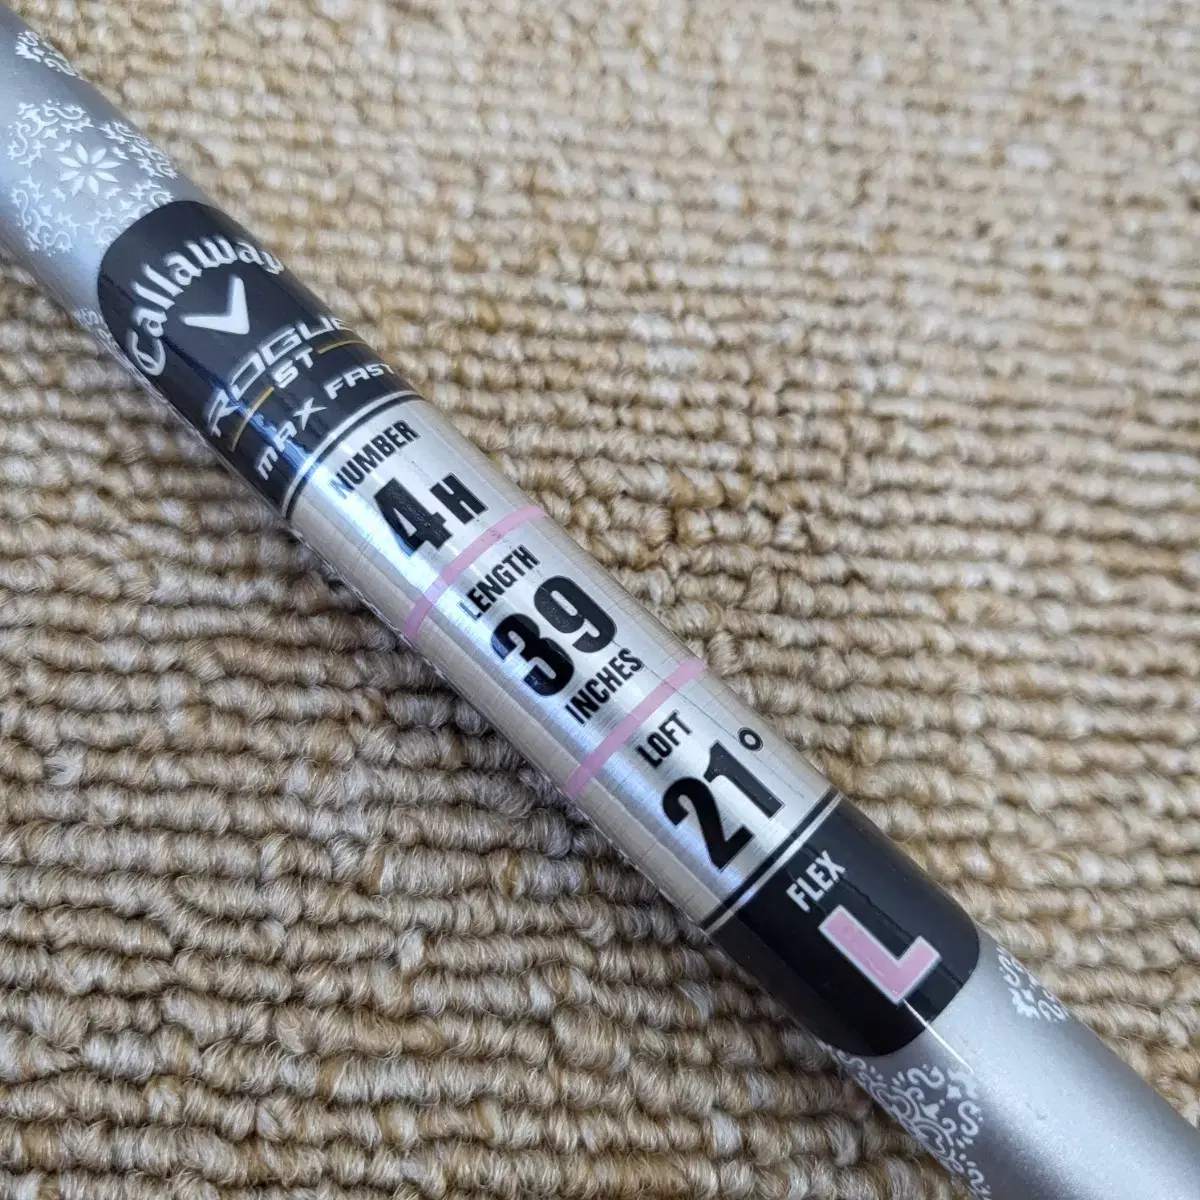 Callaway
ROGUE
ST
MAX FAST
NUMBER
4H
LENGTH
39
INCHES
LOFT
21°
FLEX
L